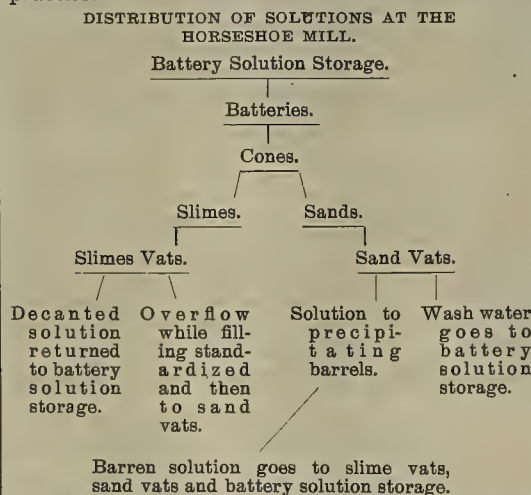 DISTRIBUTION OF SOLUTIONS AT THE
HORSESHOE MILL.
Battery Solution Storage.
Batteries.
Cones.
Slimes.
Sands.
Slimes Vats.
Sand Vats.
Decanted
solution
returned
to battery
solution
storage.
Overflow
while fill-
ing stand-
ardized
and then
to sand
vats.
Solution to
precipi-
tating
barrels.
Wash water
goes to
battery
solution
storage.
Barren solution goes to slime vats,
sand vats and battery solution storage.